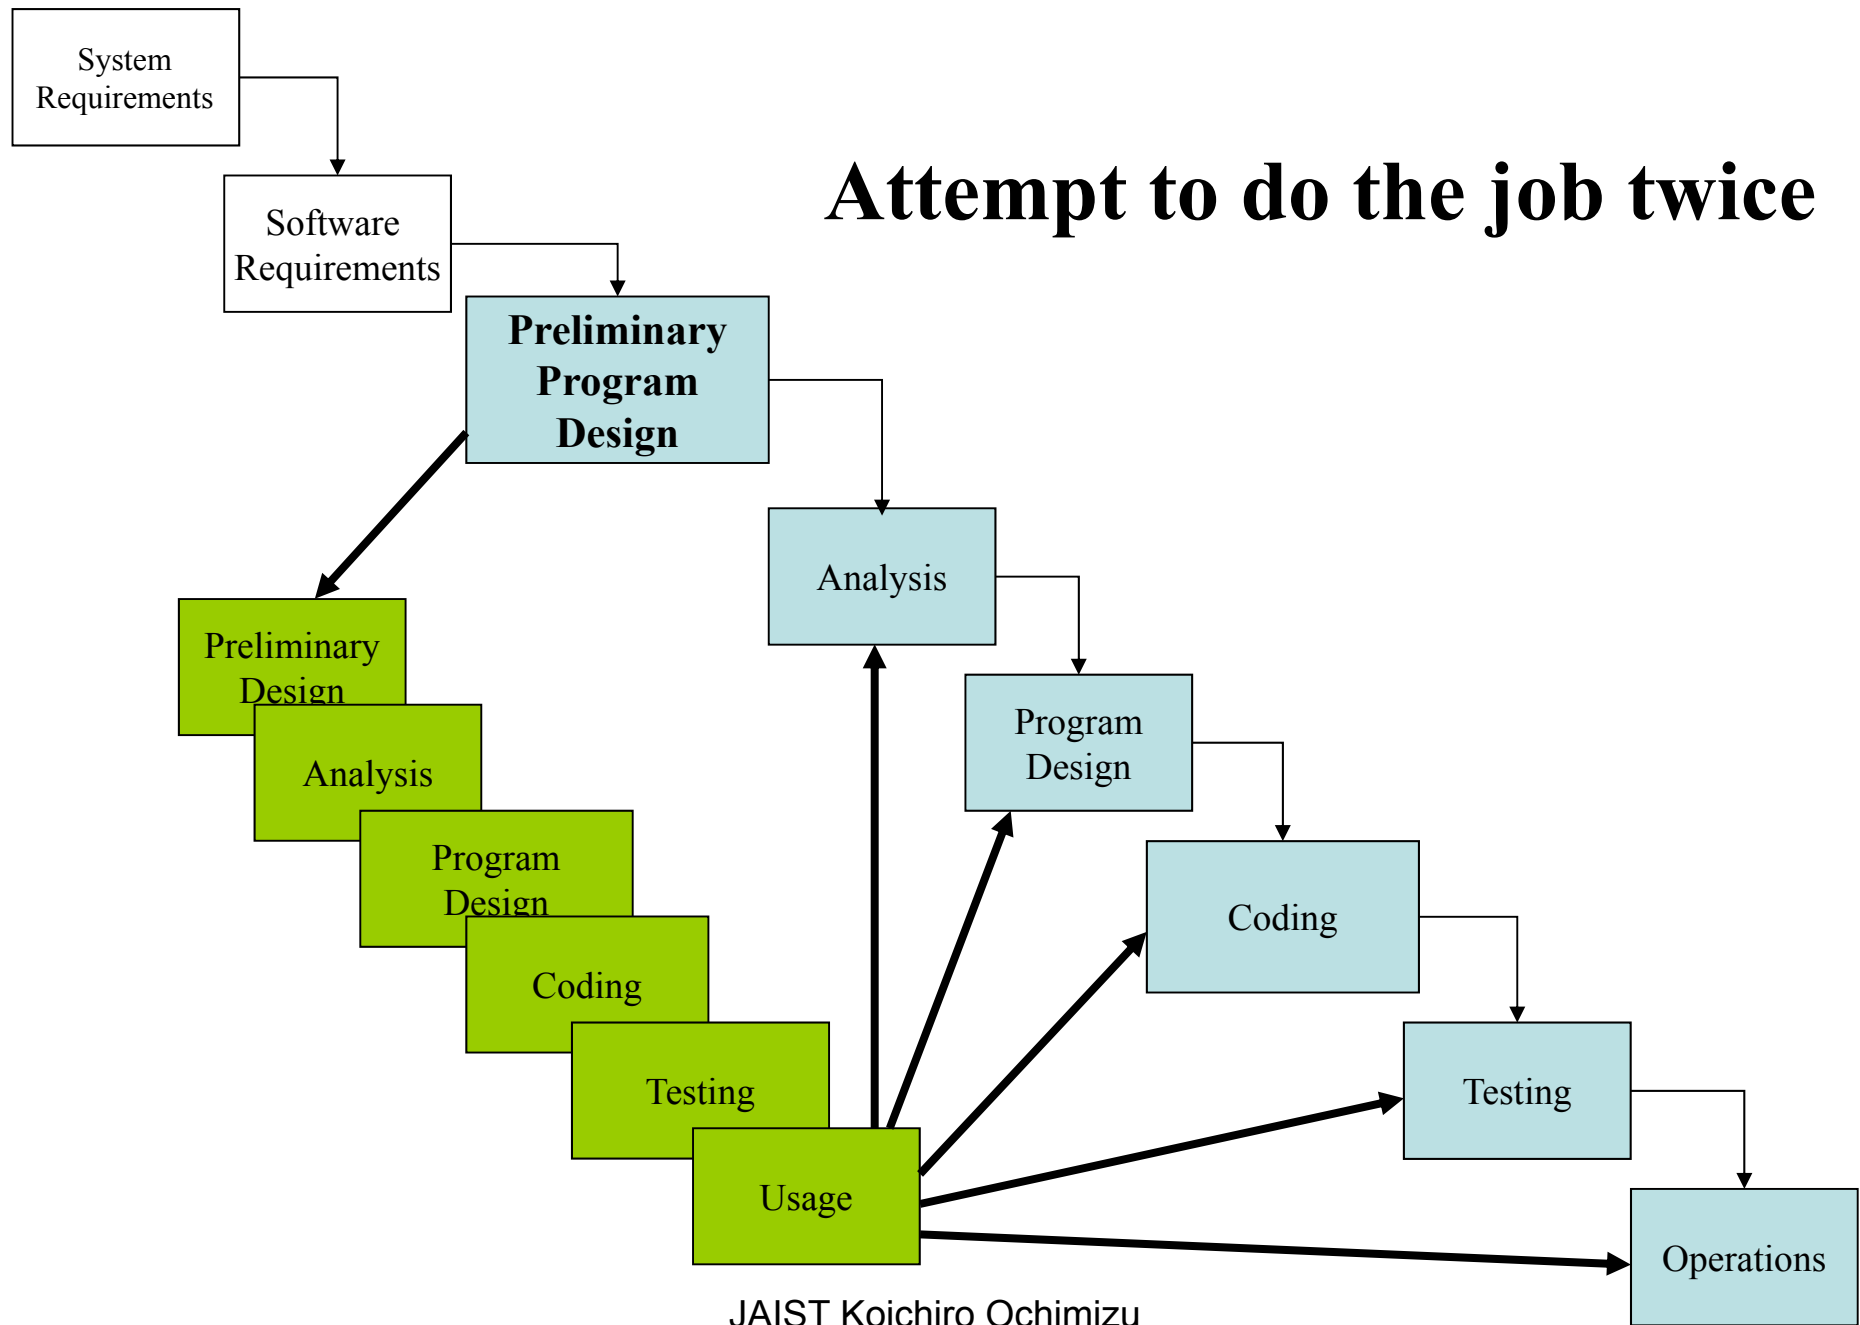 System
Requirements
Attempt to do the job twice
Software
Requirements
Preliminary
Program
Design
Analysis
Preliminary
Design
Program
Design
Analysis
Program
Design
Coding
Coding
Testing
Testing
Usage
Operations
JAIST Koichiro Ochimizu